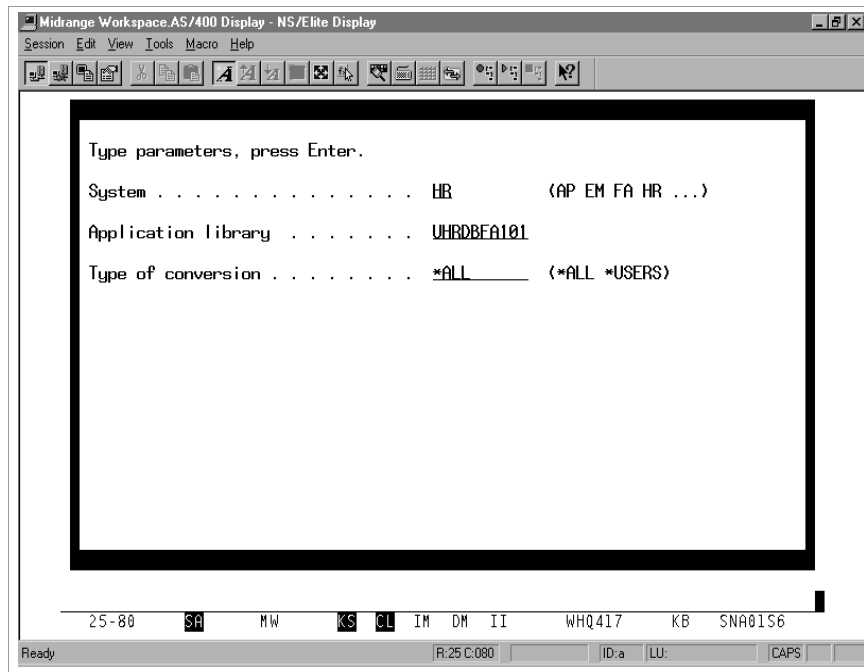 Midrange Workspace.AS/400 Display - NS/Elite Display
Session Edit View Tools Macro Help
Type parameters, press Enter.
System . . . . . . . . . . . . . . HR (AP EM FA HR ...)
Application library . . . . . . . UHRDBFA101
Type of conversion . . . . . . . . *ALL (*ALL *USERS)
25-80 SA MW KS CL IM DM II WHQ417 KB SNA01S6
Ready R:25 C:080 ID:a LU: CAPS